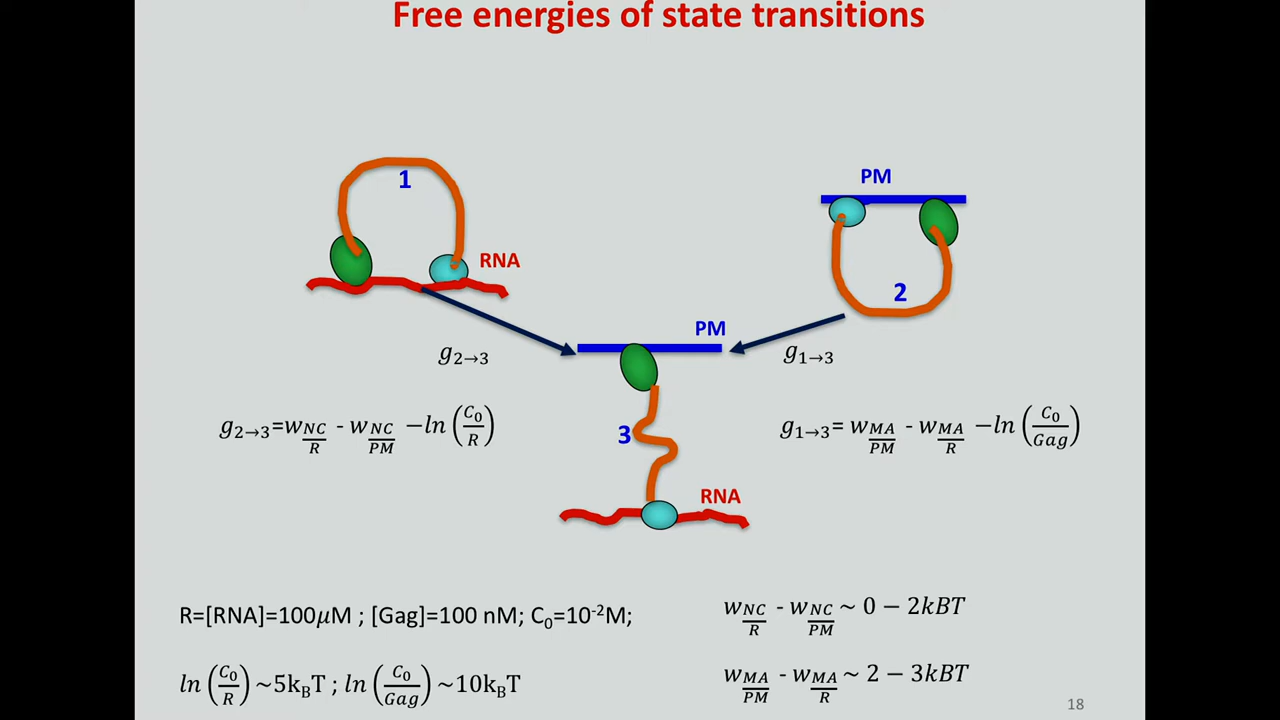 Free energies of state transitions
1
RNA
PM
2
PM
g2→3
g1→3
3
RNA
g2→3=wNC/R - wNC/PM −ln(C0/R)
g1→3= wMA/PM - wMA/R −ln(C0/Gag)
R=[RNA]=100𝜇M ; [Gag]=100 nM; C0=10-2M;
ln(C0/R) ~5kBT ; ln(C0/Gag) ~10kBT
wNC/R - wNC/PM ~ 0 − 2kBT
wMA/PM - wMA/R ~ 2 − 3kBT
18